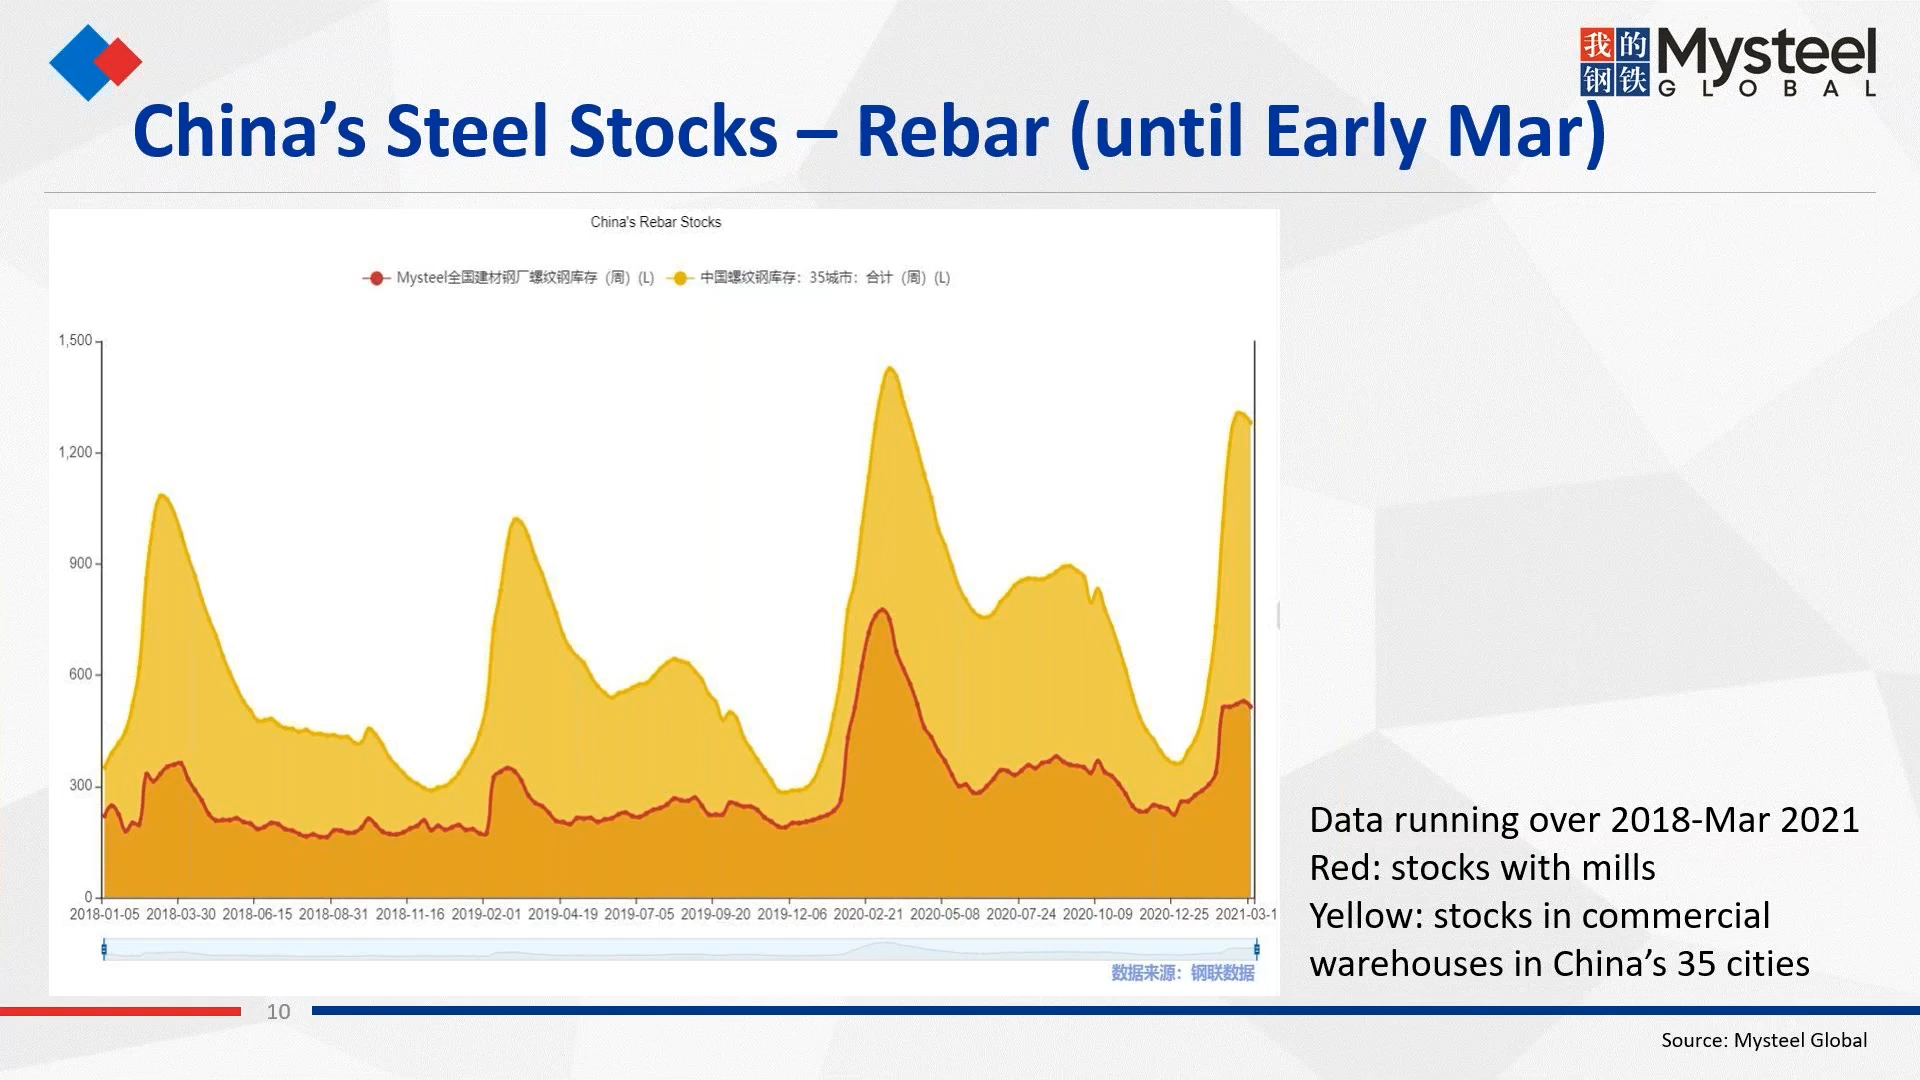 我的
钢铁
Mysteel
GLOBAL
China’s Steel Stocks – Rebar (until Early Mar)
China's Rebar Stocks
Mysteel全国建材钢厂螺纹钢库存（周）(L) 中国螺纹钢库存：35城市：合计（周）(L)
1,500
1,200
900
600
300
0
2018-01-05 2018-03-30 2018-06-15 2018-08-31 2018-11-16 2019-02-01 2019-04-19 2019-07-05 2019-09-20 2019-12-06 2020-02-21 2020-05-08 2020-07-24 2020-10-09 2020-12-25 2021-03-1
数据来源：钢联数据
Data running over 2018-Mar 2021
Red: stocks with mills
Yellow: stocks in commercial
warehouses in China’s 35 cities
10
Source: Mysteel Global